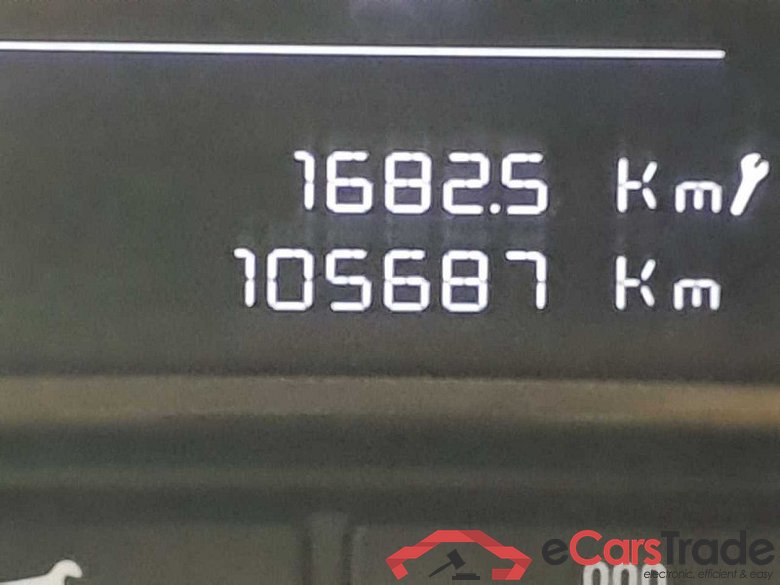 1682.5 Km
105687 Km
eCarsTrade
electronic, efficient & easy